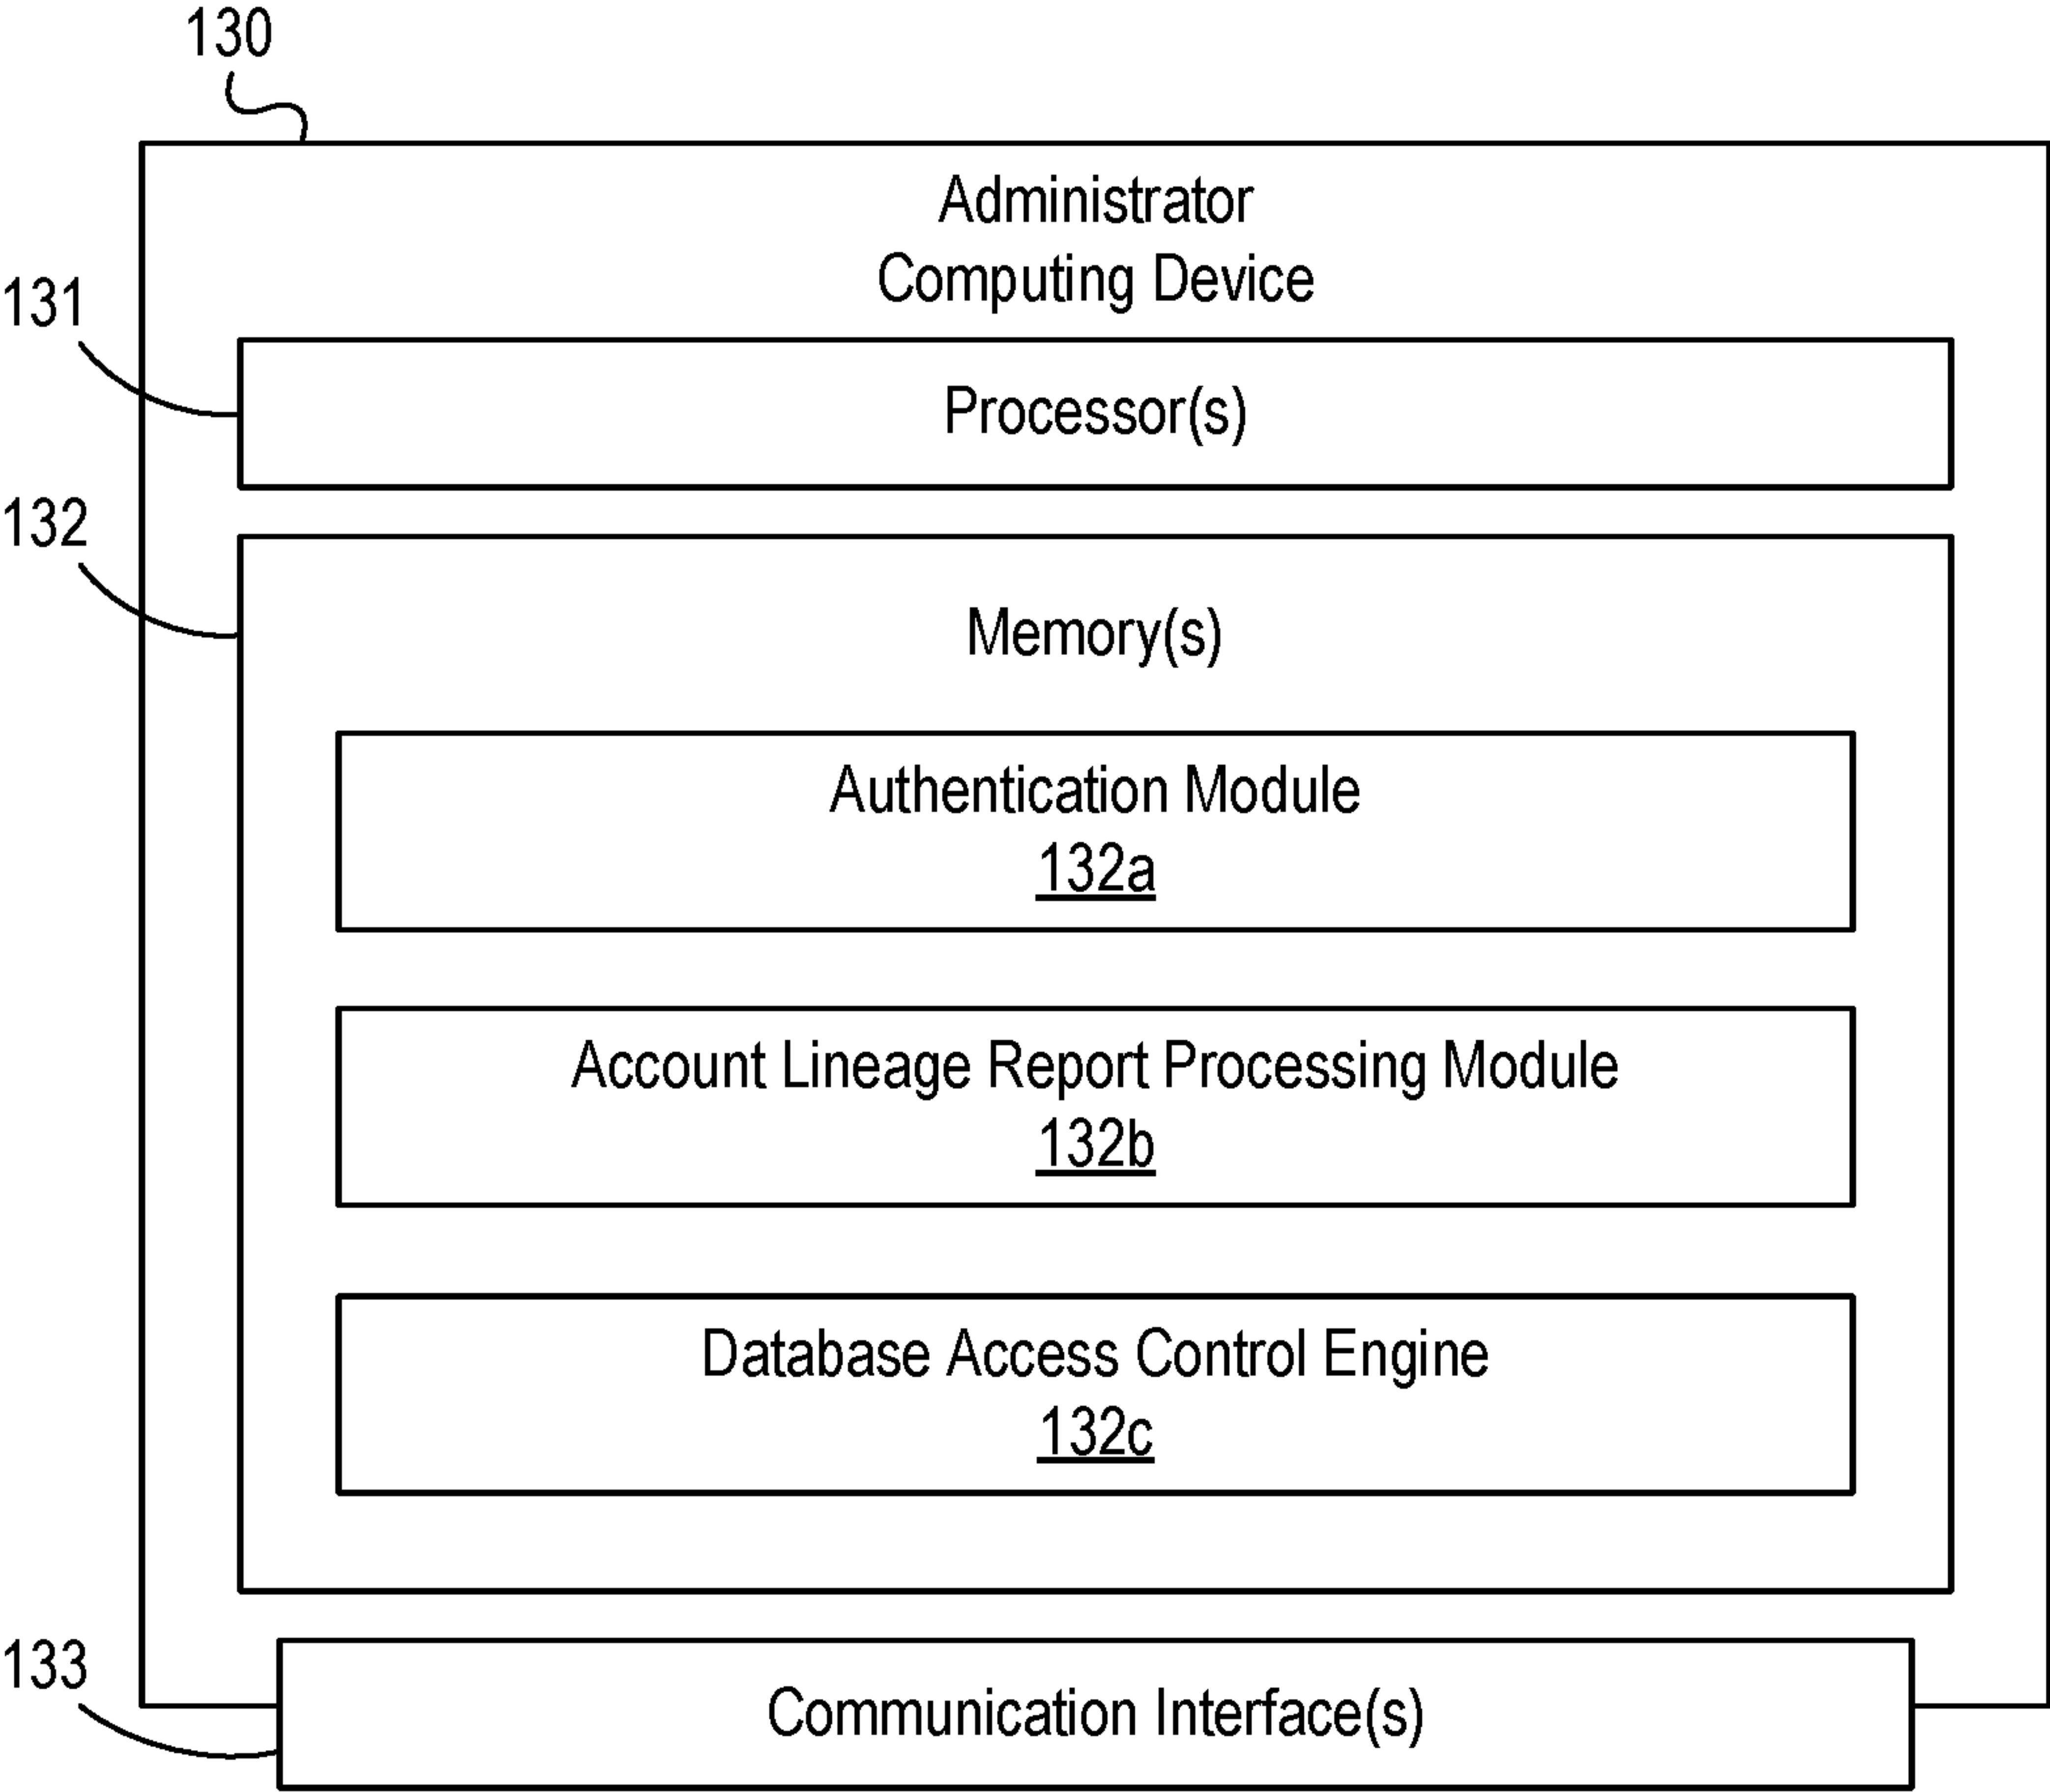 130
Administrator
Computing Device
131
Processor(s)
132
Memory(s)
Authentication Module
132a
Account Lineage Report Processing Module
132b
Database Access Control Engine
132c
133
Communication Interface(s)